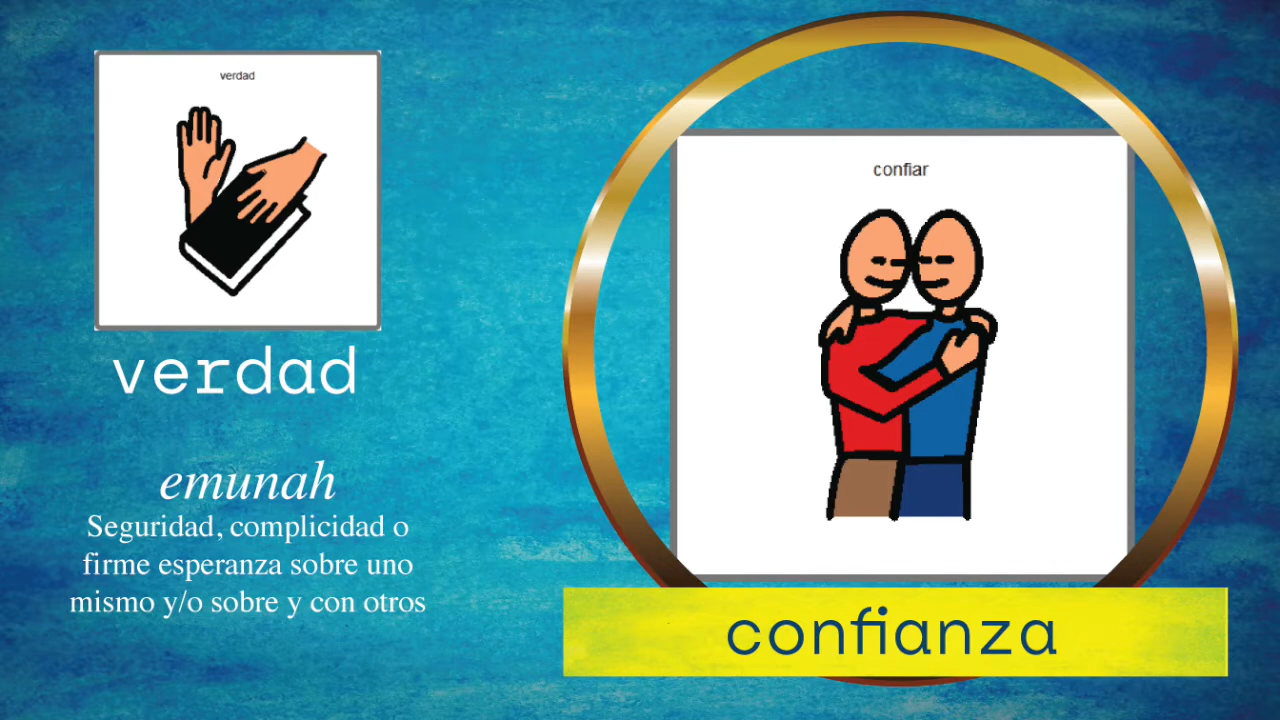 verdad
verdad
emunah
Seguridad, complicidad o
firme esperanza sobre uno
mismo y/o sobre y con otros
confiar
confianza